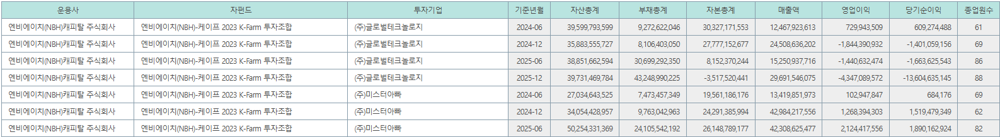 운용사 자펀드 투자기업 기준년월 자산총계 부채총계 자본총계 매출액 영업이익 당기순이익 종업원수
엔비에이치(NBH)캐피탈 주식회사 엔비에이치(NBH)-케이프 2023 K-Farm 투자조합 (주)글로벌테크놀로지 2024-06 39,599,793,599 9,272,622,046 30,327,171,553 12,467,923,613 729,943,509 609,274,488 61
엔비에이치(NBH)캐피탈 주식회사 엔비에이치(NBH)-케이프 2023 K-Farm 투자조합 (주)글로벌테크놀로지 2024-12 35,883,555,727 8,106,403,050 27,777,152,677 24,508,636,202 -1,844,390,932 -1,401,059,156 69
엔비에이치(NBH)캐피탈 주식회사 엔비에이치(NBH)-케이프 2023 K-Farm 투자조합 (주)글로벌테크놀로지 2025-06 38,851,662,594 30,699,292,350 8,152,370,244 15,250,937,716 -1,440,632,474 -1,663,625,543 86
엔비에이치(NBH)캐피탈 주식회사 엔비에이치(NBH)-케이프 2023 K-Farm 투자조합 (주)글로벌테크놀로지 2025-12 39,731,469,784 43,248,990,225 -3,517,520,441 29,691,546,075 -4,347,089,572 -13,604,635,145 88
엔비에이치(NBH)캐피탈 주식회사 엔비에이치(NBH)-케이프 2023 K-Farm 투자조합 (주)미스터아빠 2024-06 27,034,643,525 7,473,457,349 19,561,186,176 13,419,851,973 102,947,847 684,176 69
엔비에이치(NBH)캐피탈 주식회사 엔비에이치(NBH)-케이프 2023 K-Farm 투자조합 (주)미스터아빠 2024-12 34,054,428,957 9,763,042,963 24,291,385,994 42,984,217,556 1,268,394,303 1,519,479,349 62
엔비에이치(NBH)캐피탈 주식회사 엔비에이치(NBH)-케이프 2023 K-Farm 투자조합 (주)미스터아빠 2025-06 50,254,331,369 24,105,542,192 26,148,789,177 42,308,625,477 2,124,417,556 1,890,162,924 82